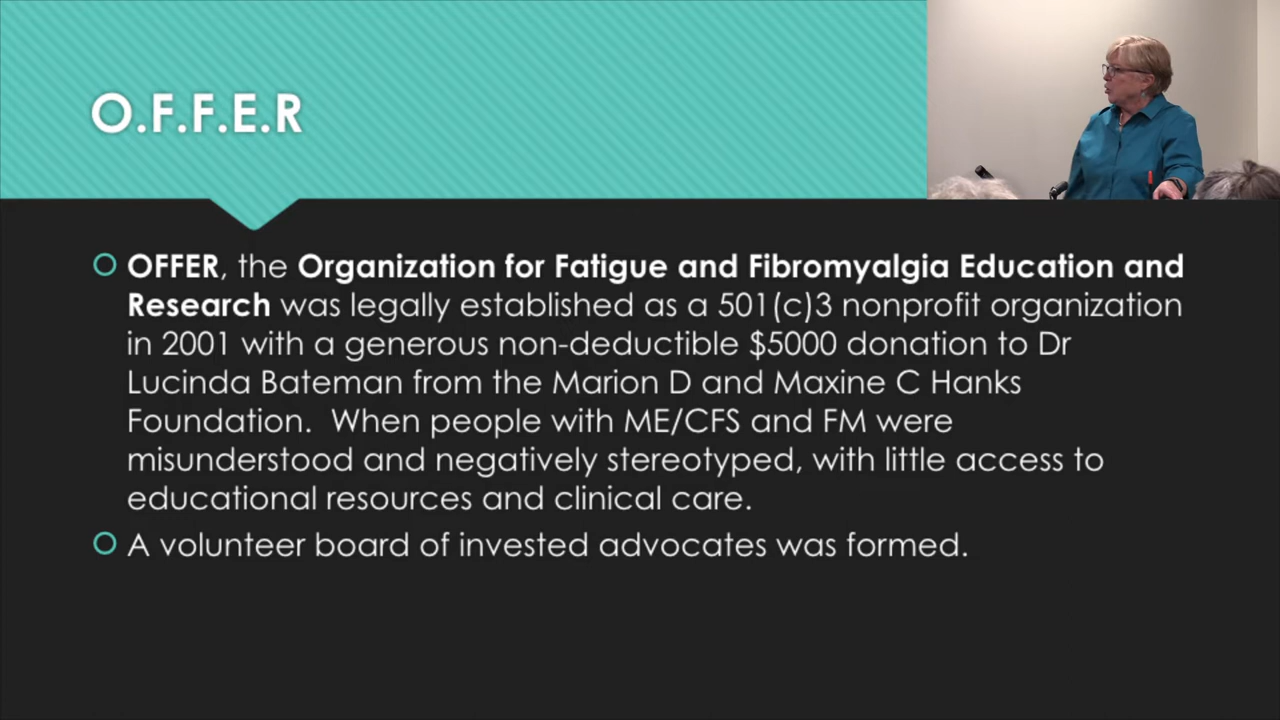 O.F.F.E.R
OFFER, the Organization for Fatigue and Fibromyalgia Education and
Research was legally established as a 501(c)3 nonprofit organization
in 2001 with a generous non-deductible $5000 donation to Dr
Lucinda Bateman from the Marion D and Maxine C Hanks
Foundation.  When people with ME/CFS and FM were
misunderstood and negatively stereotyped, with little access to
educational resources and clinical care.
A volunteer board of invested advocates was formed.